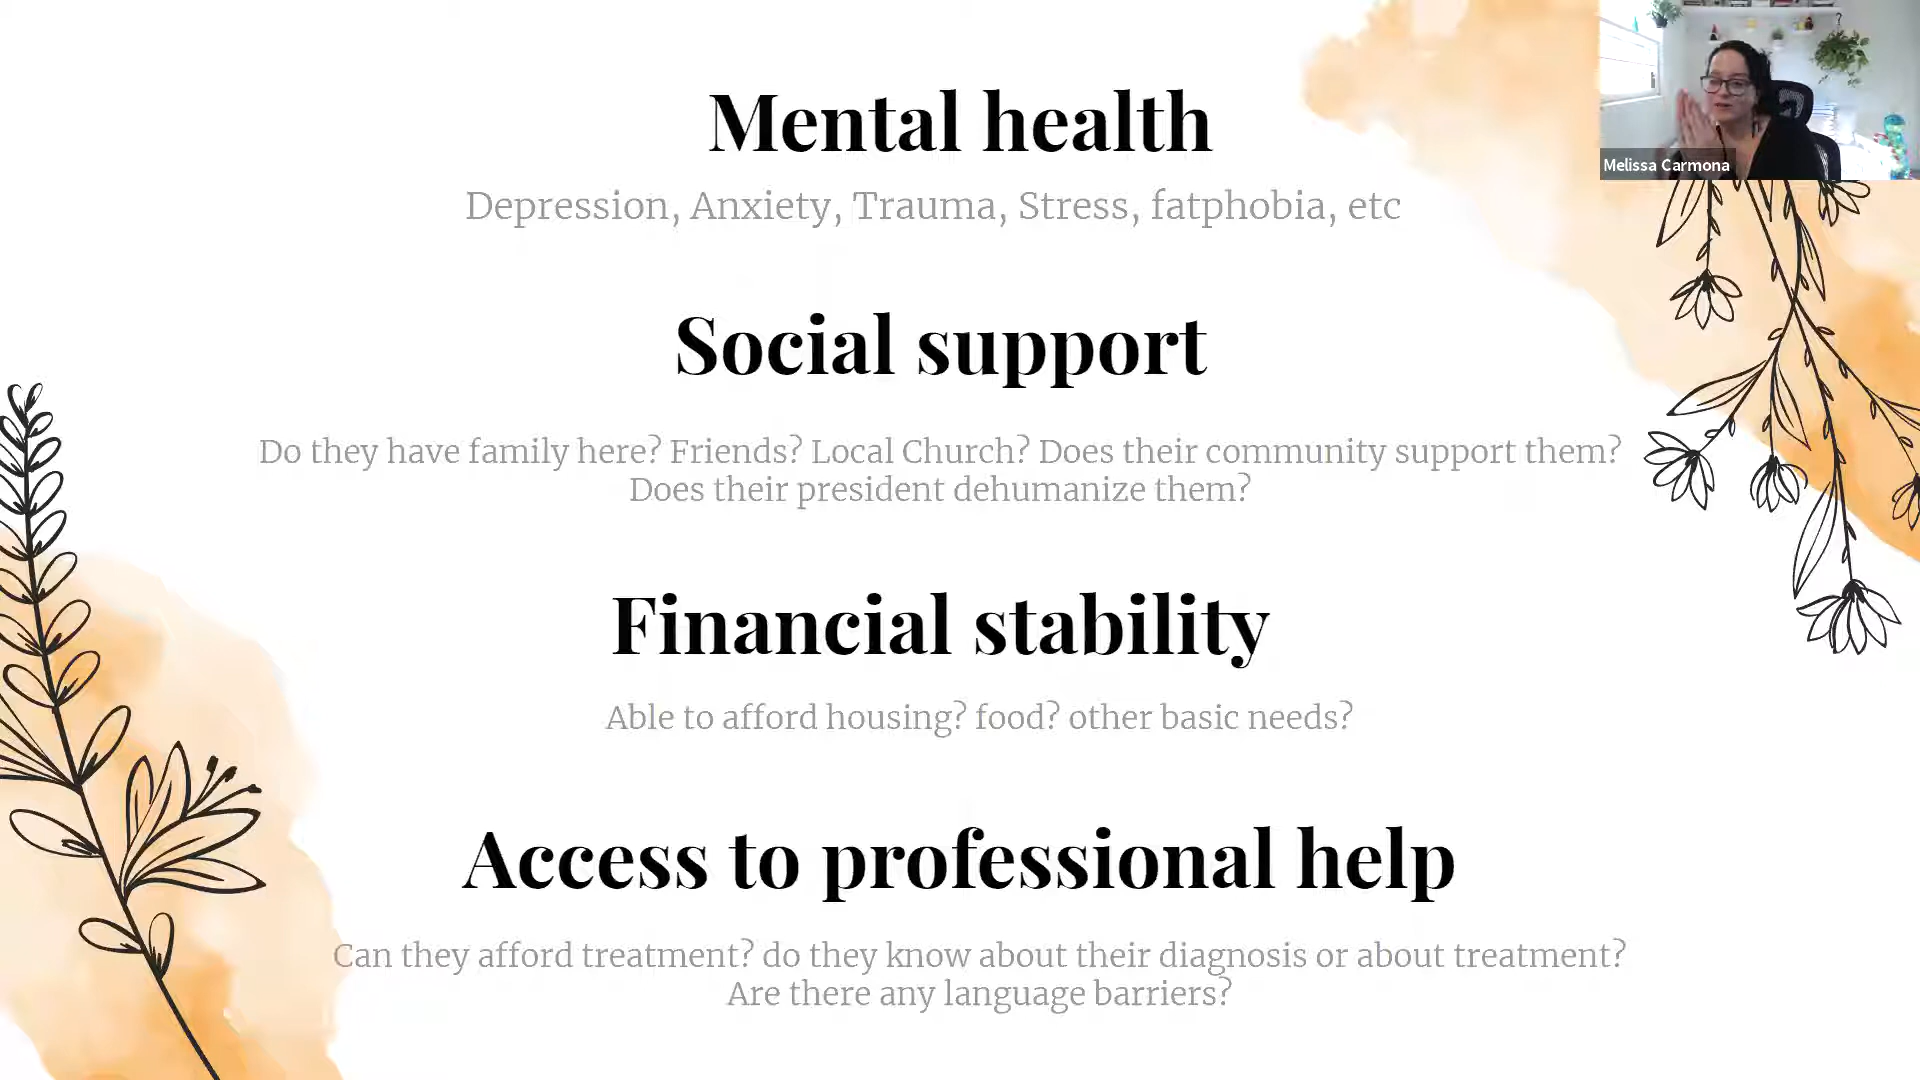 Mental health
Depression, Anxiety, Trauma, Stress, fatphobia, etc
Social support
Do they have family here? Friends? Local Church? Does their community support them?
Does their president dehumanize them?
Financial stability
Able to afford housing? food? other basic needs?
Access to professional help
Can they afford treatment? do they know about their diagnosis or about treatment?
Are there any language barriers?
Melissa Carmona